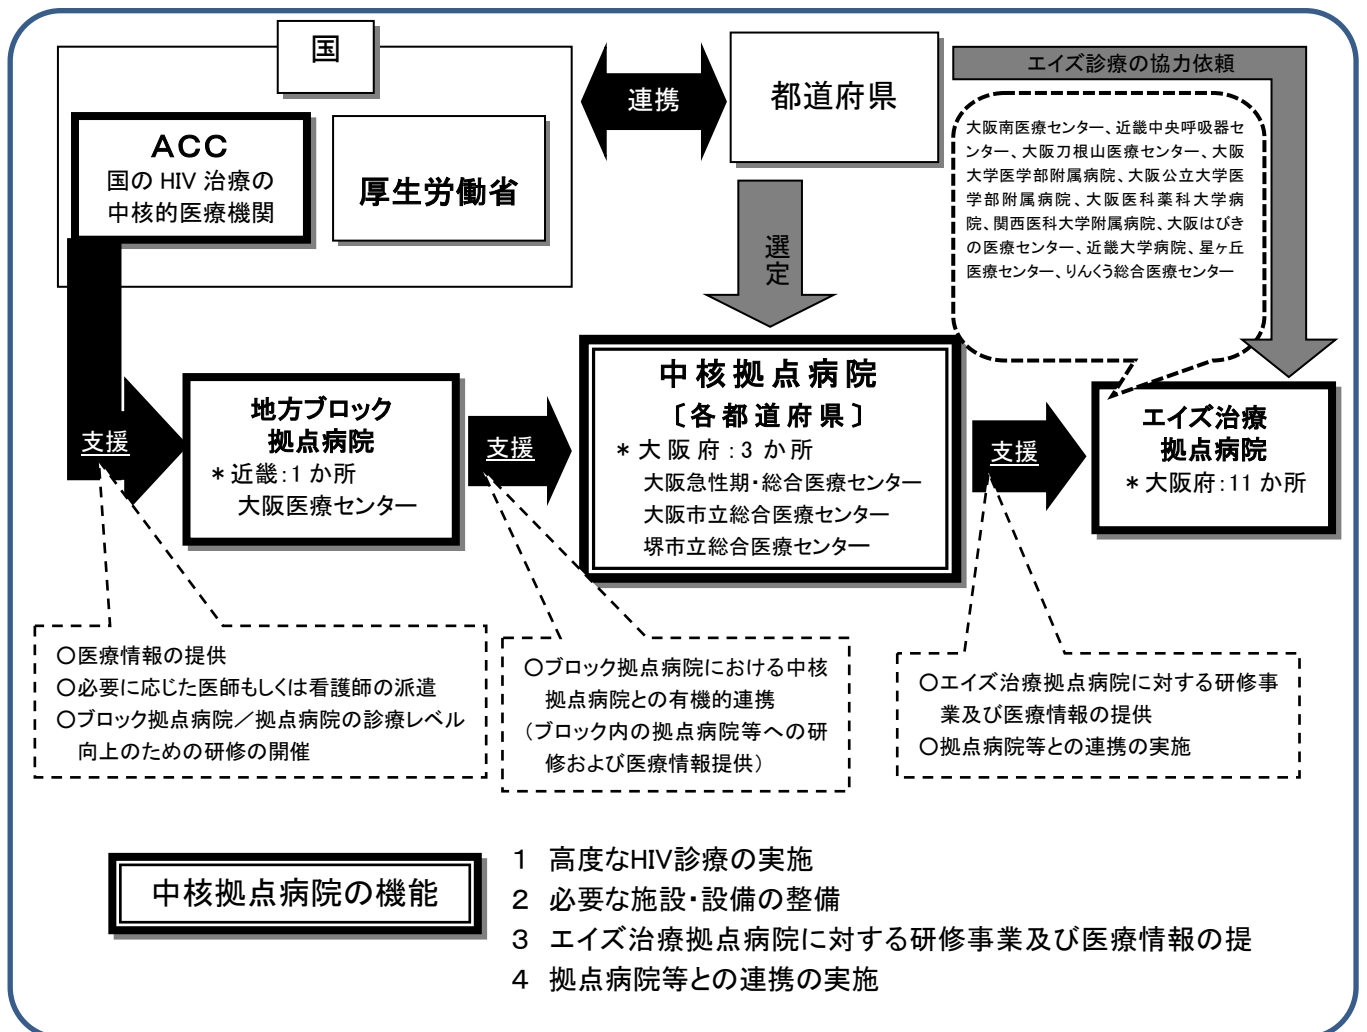 国
ACC
国の HIV 治療の
中核的医療機関
厚生労働省
連携
都道府県
エイズ診療の協力依頼
大阪南医療センター、近畿中央呼吸器セ
ンター、大阪刀根山医療センター、大阪
大学医学部附属病院、大阪公立大学医
学部附属病院、大阪医科薬科大学病
院、関西医科大学附属病院、大阪はびき
の医療センター、近畿大学病院、星ヶ丘
医療センター、りんくう総合医療センター
選定
支援
地方ブロック
拠点病院
*近畿:1か所
大阪医療センター
支援
中核拠点病院
〔各都道府県〕
*大阪府:3か所
大阪急性期・総合医療センター
大阪市立総合医療センター
堺市立総合医療センター
支援
エイズ治療
拠点病院
*大阪府:11か所
〇医療情報の提供
〇必要に応じた医師もしくは看護師の派遣
〇ブロック拠点病院/拠点病院の診療レベル
向上のための研修の開催
〇ブロック拠点病院における中核
拠点病院との有機的連携
(ブロック内の拠点病院等への研
修および医療情報提供)
〇エイズ治療拠点病院に対する研修事
業及び医療情報の提供
〇拠点病院等との連携の実施
中核拠点病院の機能
1 高度なHIV診療の実施
2 必要な施設・設備の整備
3 エイズ治療拠点病院に対する研修事業及び医療情報の提
4 拠点病院等との連携の実施